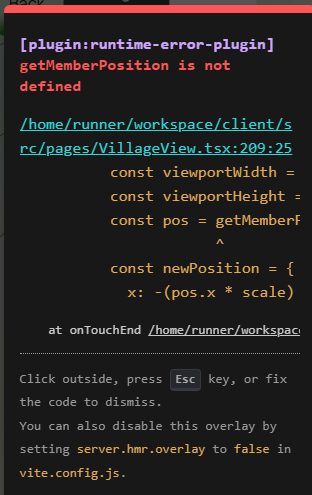 Back
[plugin:runtime-error-plugin]
getMemberPosition is not
defined
/home/runner/workspace/client/s
rc/pages/VillageView.tsx:209:25
const viewportWidth =
const viewportHeight =
const pos = getMember
^
const newPosition = {
x: -(pos.x * scale)
at onTouchEnd /home/runner/workspac
Click outside, press Esc key, or fix
the code to dismiss.
You can also disable this overlay by
setting server.hmr.overlay to false in
vite.config.js.